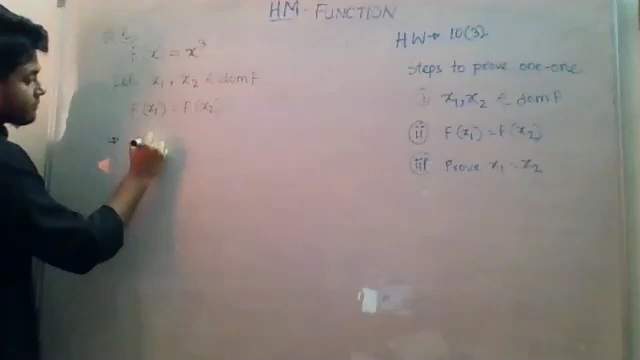 HM - FUNCTION
F x = x³
Let x₁, x₂ ∈ dom F
F(x₁) = F(x₂)
⇒
HW → 10(3)
Steps to prove one-one
i) x₁, x₂ ∈ dom F
ii) F(x₁) = F(x₂)
iii) Prove x₁ = x₂